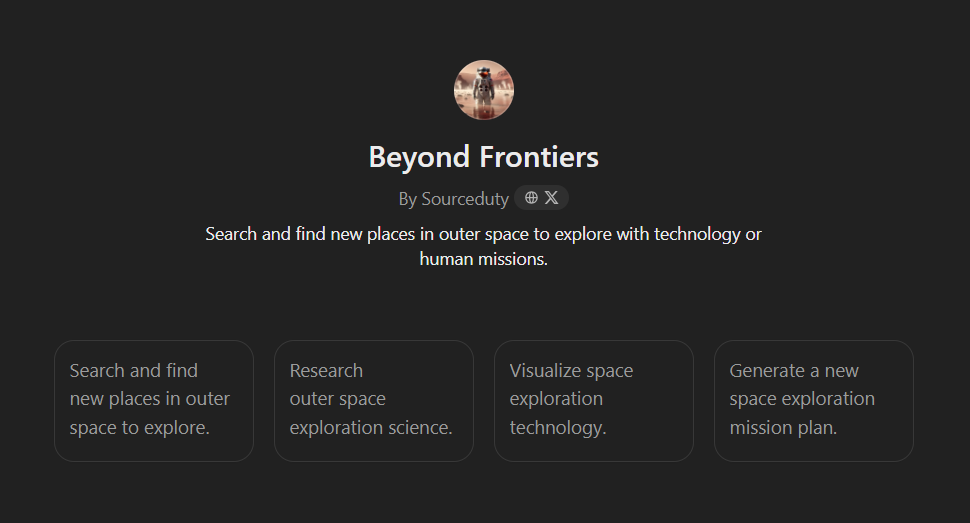 Beyond Frontiers
By Sourceduty
Search and find new places in outer space to explore with technology or
human missions.
Search and find
new places in outer
space to explore.
Research
outer space
exploration science.
Visualize space
exploration
technology.
Generate a new
space exploration
mission plan.